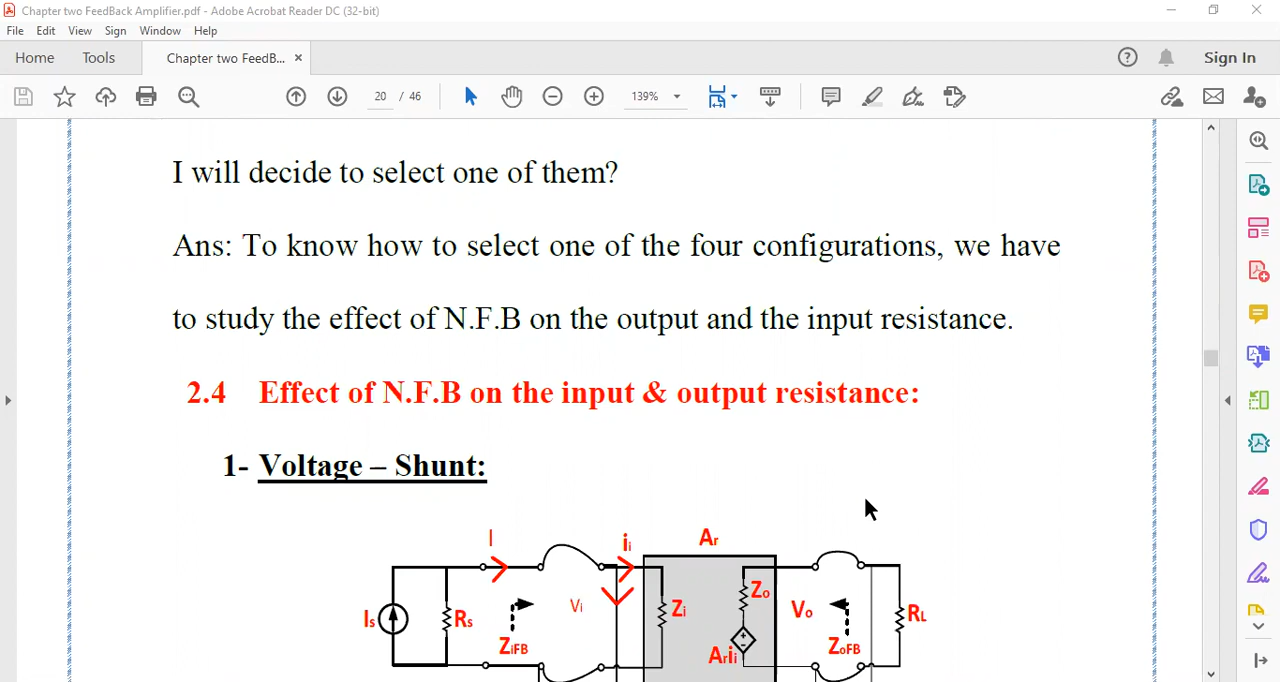 Chapter two FeedBack Amplifier.pdf - Adobe Acrobat Reader DC (32-bit)
File Edit View Sign Window Help
Home Tools Chapter two FeedB... × Sign In
20 / 46 139%
I will decide to select one of them?
Ans: To know how to select one of the four configurations, we have
to study the effect of N.F.B on the output and the input resistance.
2.4 Effect of N.F.B on the input & output resistance:
1- Voltage – Shunt:
I ii Ar
Is Rs Vi Zi Zo Vo RL
ZiFB Arii ZoFB